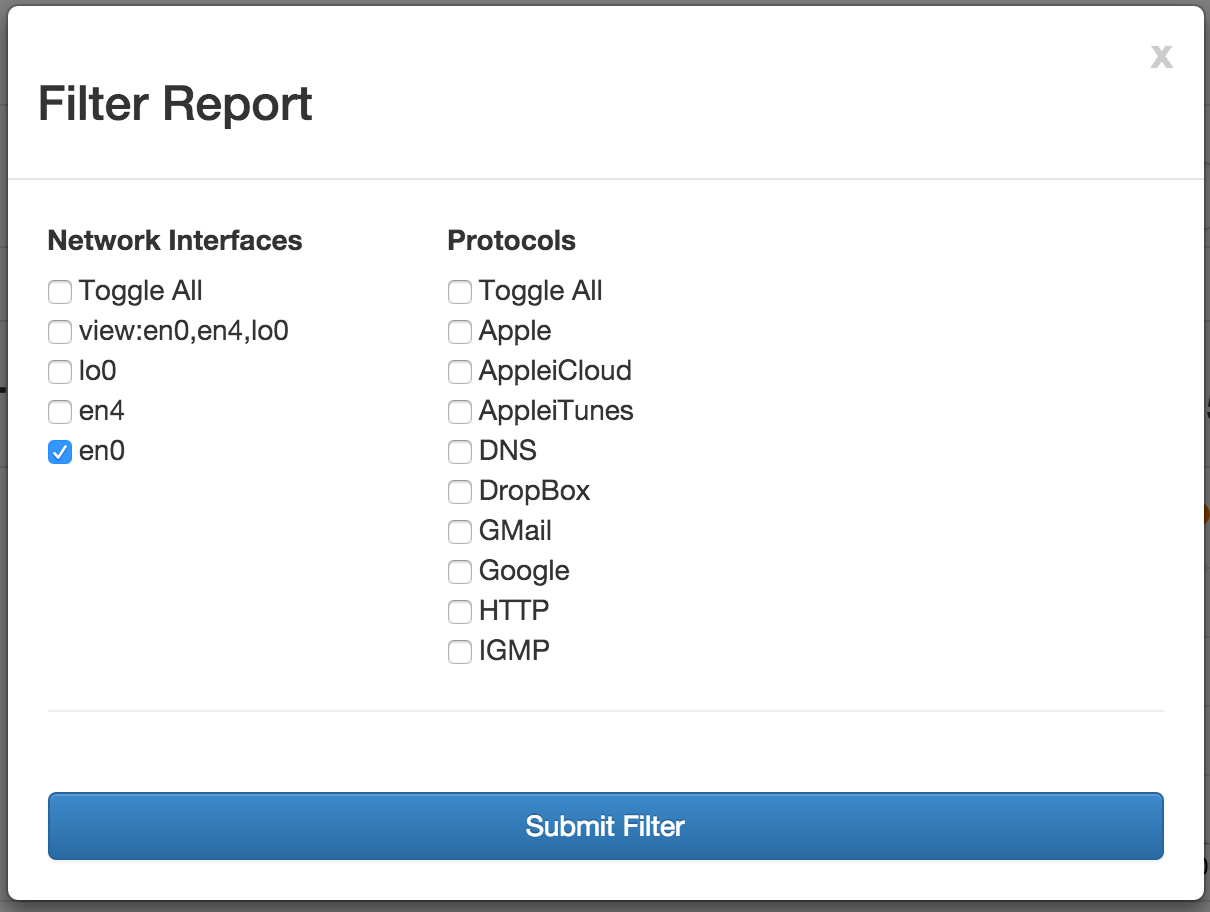 x
Filter Report
Network Interfaces
Toggle All
view:en0,en4,lo0
lo0
en4
en0
Protocols
Toggle All
Apple
AppleiCloud
AppleiTunes
DNS
DropBox
GMail
Google
HTTP
IGMP
Submit Filter